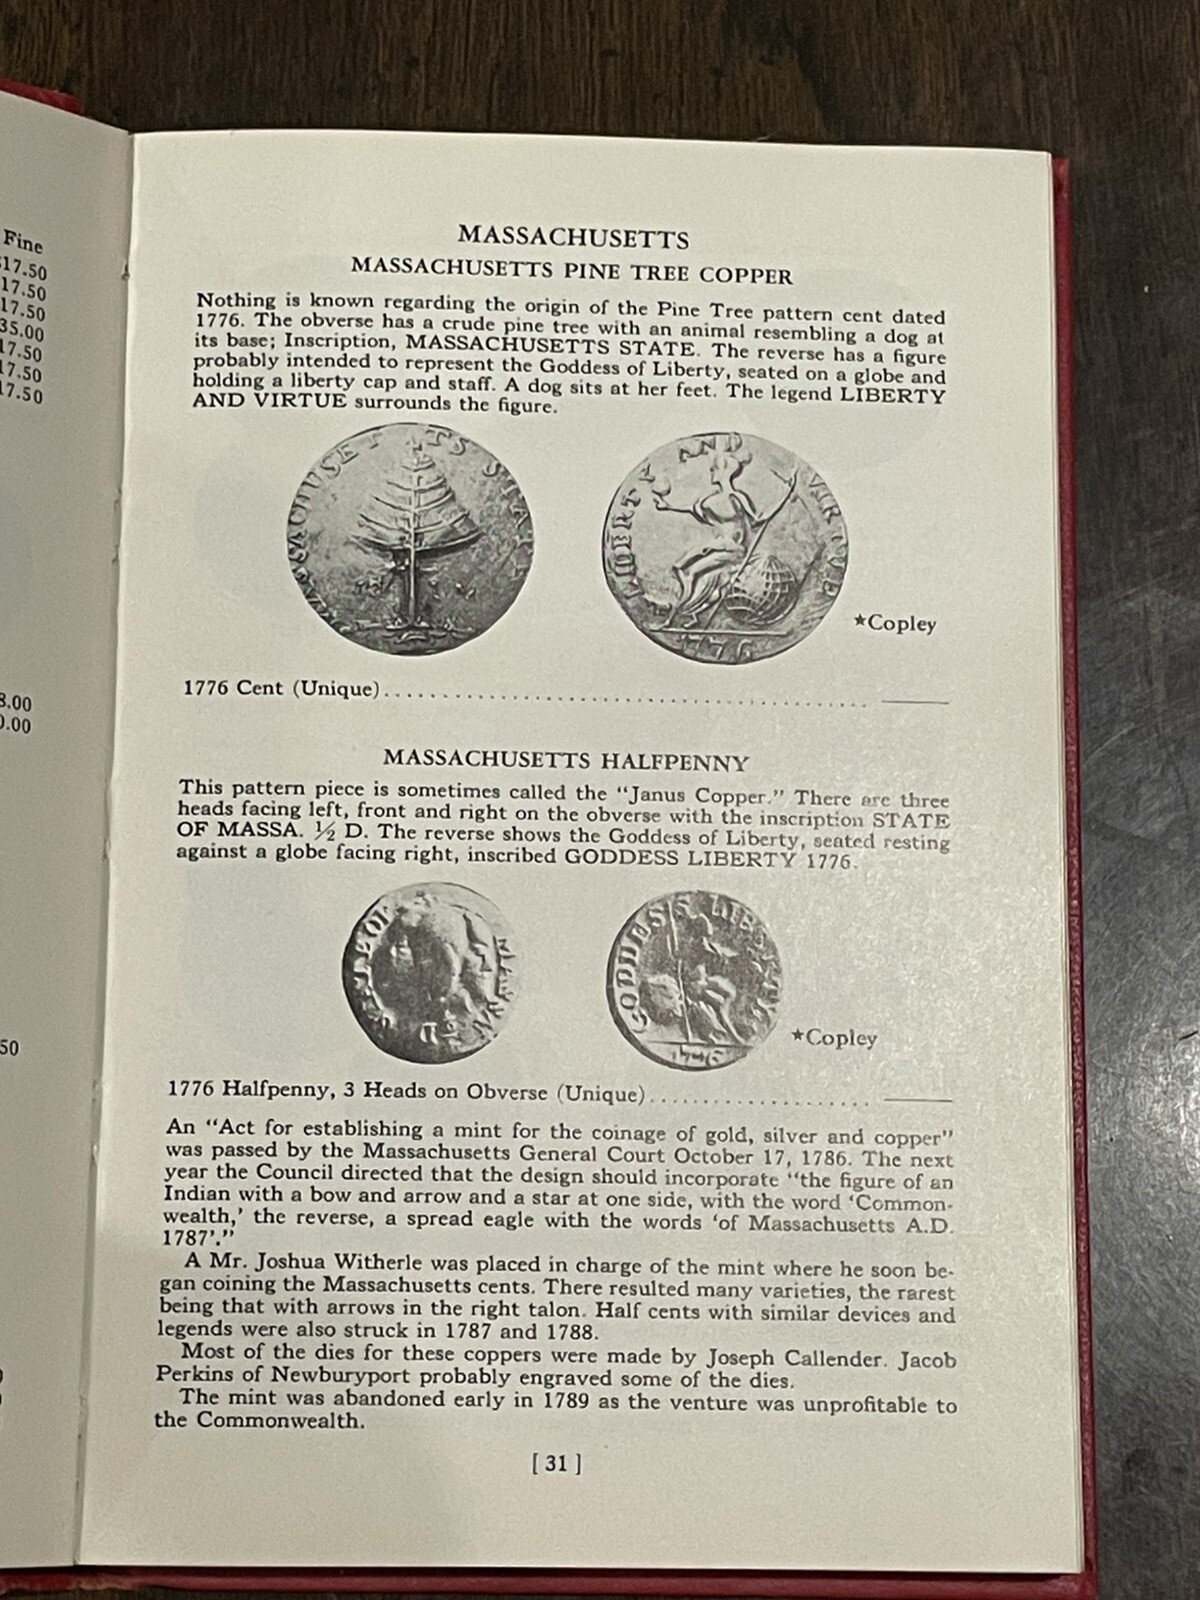 Fine
$17.50
17.50
17.50
35.00
17.50
17.50
17.50
MASSACHUSETTS
MASSACHUSETTS PINE TREE COPPER
Nothing is known regarding the origin of the Pine Tree pattern cent dated
1776. The obverse has a crude pine tree with an animal resembling a dog at
its base; Inscription, MASSACHUSETTS STATE. The reverse has a figure
probably intended to represent the Goddess of Liberty, seated on a globe and
holding a liberty cap and staff. A dog sits at her feet. The legend LIBERTY
AND VIRTUE surrounds the figure.
LIBERTY AND VIRTUE
1776
★Copley
1776 Cent (Unique)
MASSACHUSETTS HALFPENNY
This pattern piece is sometimes called the “Janus Copper.” There are three
heads facing left, front and right on the obverse with the inscription STATE
OF MASSA. ½ D. The reverse shows the Goddess of Liberty, seated resting
against a globe facing right, inscribed GODDESS LIBERTY 1776.
GODDESS
1776
★Copley
1776 Halfpenny, 3 Heads on Obverse (Unique)
An “Act for establishing a mint for the coinage of gold, silver and copper”
was passed by the Massachusetts General Court October 17, 1786. The next
year the Council directed that the design should incorporate “the figure of an
Indian with a bow and arrow and a star at one side, with the word ‘Common-
wealth,’ the reverse, a spread eagle with the words ‘of Massachusetts A.D.
1787’.”
A Mr. Joshua Witherle was placed in charge of the mint where he soon be-
gan coining the Massachusetts cents. There resulted many varieties, the rarest
being that with arrows in the right talon. Half cents with similar devices and
legends were also struck in 1787 and 1788.
Most of the dies for these coppers were made by Joseph Callender. Jacob
Perkins of Newburyport probably engraved some of the dies.
The mint was abandoned early in 1789 as the venture was unprofitable to
the Commonwealth.
[ 31 ]